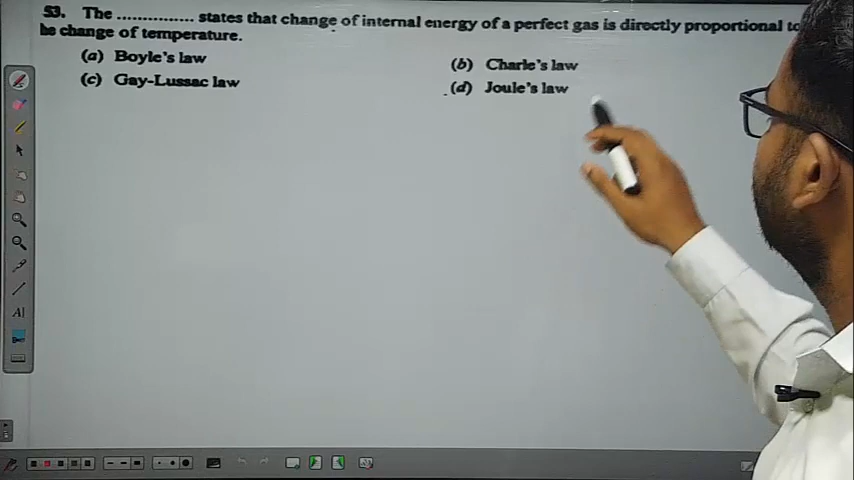 53. The ............... states that change of internal energy of a perfect gas is directly proportional to
he change of temperature.
(a) Boyle's law
(b) Charle's law
(c) Gay-Lussac law
(d) Joule's law
AI